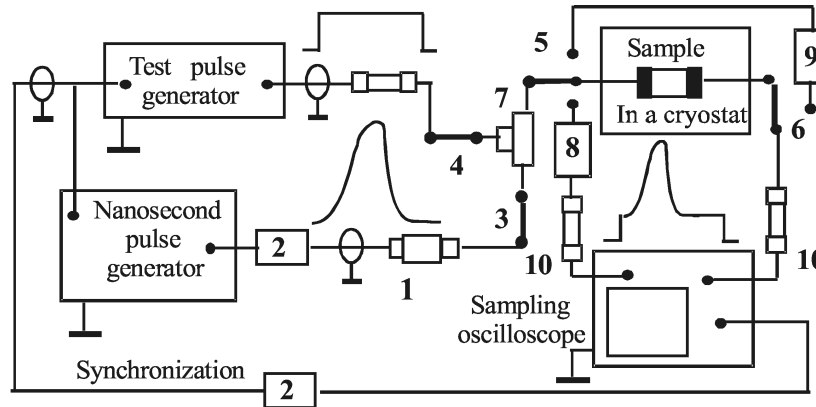 Test pulse
generator
5
Sample
In a cryostat
9
7
6
4
8
Nanosecond
pulse
generator
2
3
1
10
10
Sampling
oscilloscope
Synchronization
2